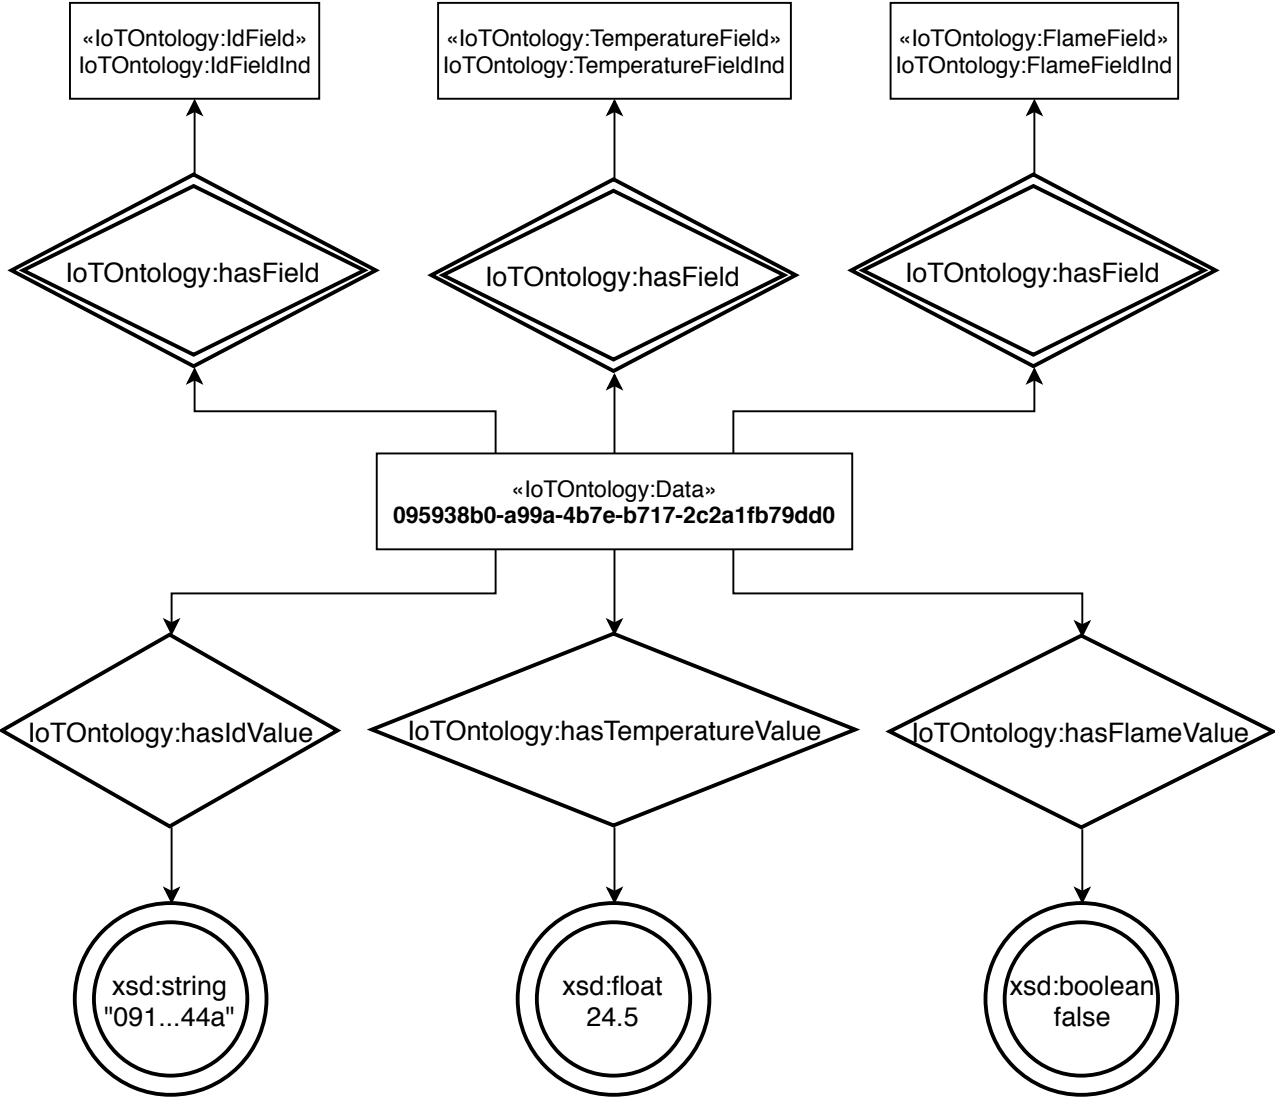 «IoTOntology:IdField»
IoTOntology:IdFieldInd
«IoTOntology:TemperatureField»
IoTOntology:TemperatureFieldInd
«IoTOntology:FlameField»
IoTOntology:FlameFieldInd
IoTOntology:hasField
IoTOntology:hasField
IoTOntology:hasField
«IoTOntology:Data»
095938b0-a99a-4b7e-b717-2c2a1fb79dd0
IoTOntology:hasIdValue
IoTOntology:hasTemperatureValue
IoTOntology:hasFlameValue
xsd:string
"091...44a"
xsd:float
24.5
xsd:boolean
false